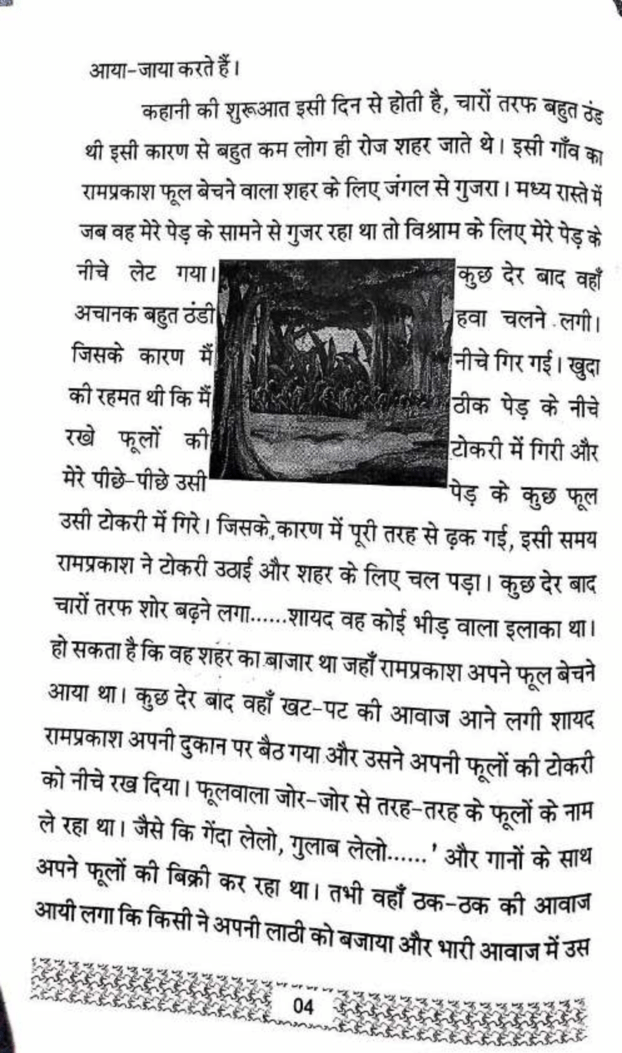 आया-जाया करते हैं।
कहानी की शुरूआत इसी दिन से होती है, चारों तरफ बहुत ठंड
थी इसी कारण से बहुत कम लोग ही रोज शहर जाते थे। इसी गाँव का
रामप्रकाश फूल बेचने वाला शहर के लिए जंगल से गुजरा। मध्य रास्ते में
जब वह मेरे पेड़ के सामने से गुजर रहा था तो विश्राम के लिए मेरे पेड़ के
नीचे लेट गया। कुछ देर बाद वहाँ
अचानक बहुत ठंडी हवा चलने लगी।
जिसके कारण मैं नीचे गिर गई। खुदा
की रहमत थी कि मैं ठीक पेड़ के नीचे
रखे फूलों की टोकरी में गिरी और
मेरे पीछे-पीछे उसी पेड़ के कुछ फूल
उसी टोकरी में गिरे। जिसके कारण में पूरी तरह से ढ़क गई, इसी समय
रामप्रकाश ने टोकरी उठाई और शहर के लिए चल पड़ा। कुछ देर बाद
चारों तरफ शोर बढ़ने लगा......शायद वह कोई भीड़ वाला इलाका था।
हो सकता है कि वह शहर का बाजार था जहाँ रामप्रकाश अपने फूल बेचने
आया था। कुछ देर बाद वहाँ खट-पट की आवाज आने लगी शायद
रामप्रकाश अपनी दुकान पर बैठ गया और उसने अपनी फूलों की टोकरी
को नीचे रख दिया। फूलवाला जोर-जोर से तरह-तरह के फूलों के नाम
ले रहा था। जैसे कि गेंदा लेलो, गुलाब लेलो......' और गानों के साथ
अपने फूलों की बिक्री कर रहा था। तभी वहाँ ठक-ठक की आवाज
आयी लगा कि किसी ने अपनी लाठी को बजाया और भारी आवाज में उस
04